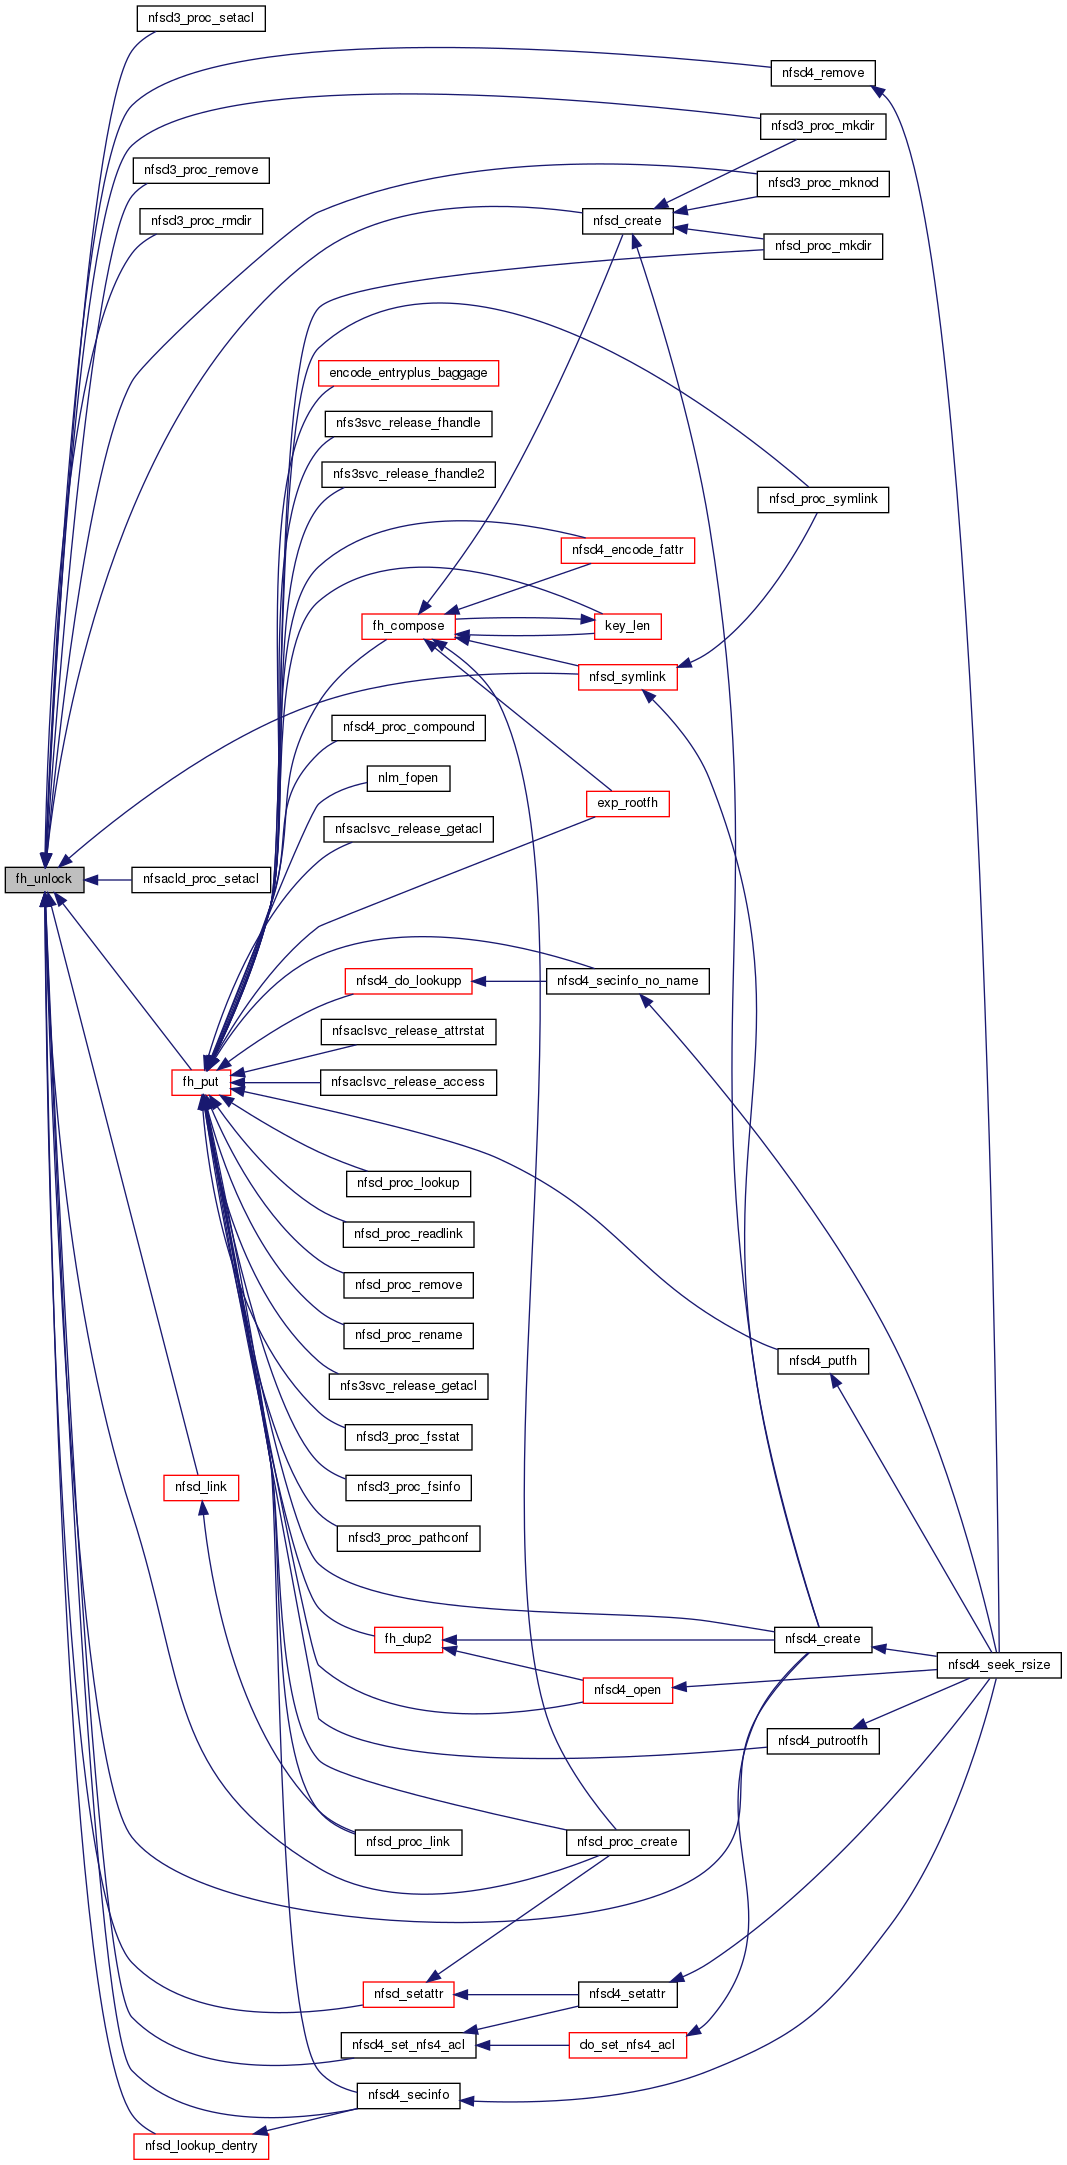 nfsd3_proc_setacl
nfsd4_remove
nfsd3_proc_mkdir
nfsd3_proc_remove
nfsd3_proc_mknod
nfsd3_proc_rmdir
nfsd_create
nfsd_proc_mkdir
encode_entryplus_baggage
nfs3svc_release_fhandle
nfs3svc_release_fhandle2
nfsd_proc_symlink
nfsd4_encode_fattr
fh_compose
key_len
nfsd_symlink
nfsd4_proc_compound
nlm_fopen
exp_rootfh
nfsaclsvc_release_getacl
fh_unlock
nfsacld_proc_setacl
nfsd4_do_lookupp
nfsd4_secinfo_no_name
nfsaclsvc_release_attrstat
fh_put
nfsaclsvc_release_access
nfsd_proc_lookup
nfsd_proc_readlink
nfsd_proc_remove
nfsd_proc_rename
nfsd4_putfh
nfs3svc_release_getacl
nfsd3_proc_fsstat
nfsd_link
nfsd3_proc_fsinfo
nfsd3_proc_pathconf
fh_dup2
nfsd4_create
nfsd4_seek_rsize
nfsd4_open
nfsd4_putrootfh
nfsd_proc_link
nfsd_proc_create
nfsd_setattr
nfsd4_setattr
nfsd4_set_nfs4_acl
do_set_nfs4_acl
nfsd4_secinfo
nfsd_lookup_dentry